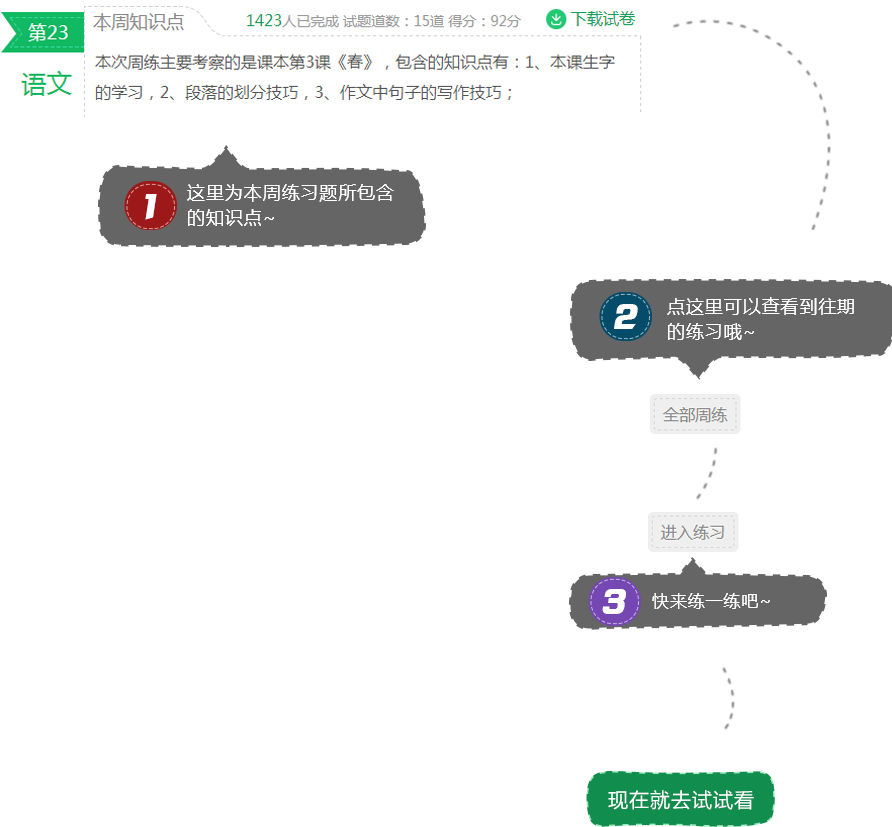 第23
本周知识点
1423人已完成 试题道数：15道 得分：92分
下载试卷
语文
本次周练主要考察的是课本第3课《春》，包含的知识点有：1、本课生字
的学习，2、段落的划分技巧，3、作文中句子的写作技巧；
1
这里为本周练习题所包含
的知识点~
2
点这里可以查看到往期
的练习哦~
全部周练
进入练习
3
快来练一练吧~
现在就去试试看